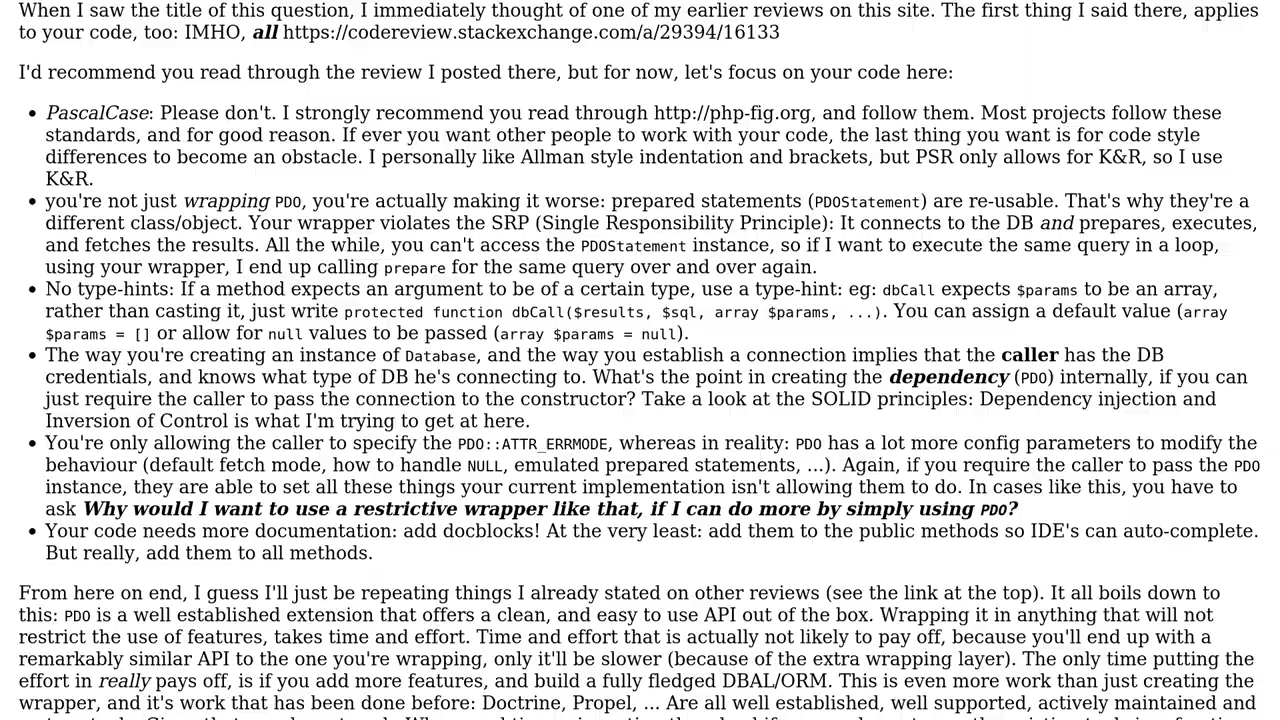 When I saw the title of this question, I immediately thought of one of my earlier reviews on this site. The first thing I said there, applies
to your code, too: IMHO, all https://codereview.stackexchange.com/a/29394/16133
I'd recommend you read through the review I posted there, but for now, let's focus on your code here:
• PascalCase: Please don't. I strongly recommend you read through http://php-fig.org, and follow them. Most projects follow these
standards, and for good reason. If ever you want other people to work with your code, the last thing you want is for code style
differences to become an obstacle. I personally like Allman style indentation and brackets, but PSR only allows for K&R, so I use
K&R.
• you're not just wrapping PDO, you're actually making it worse: prepared statements (PDOStatement) are re-usable. That's why they're a
different class/object. Your wrapper violates the SRP (Single Responsibility Principle): It connects to the DB and prepares, executes,
and fetches the results. All the while, you can't access the PDOStatement instance, so if I want to execute the same query in a loop,
using your wrapper, I end up calling prepare for the same query over and over again.
• No type-hints: If a method expects an argument to be of a certain type, use a type-hint: eg: dbCall expects $params to be an array,
rather than casting it, just write protected function dbCall($results, $sql, array $params, ...). You can assign a default value (array
$params = [] or allow for null values to be passed (array $params = null).
• The way you're creating an instance of Database, and the way you establish a connection implies that the caller has the DB
credentials, and knows what type of DB he's connecting to. What's the point in creating the dependency (PDO) internally, if you can
just require the caller to pass the connection to the constructor? Take a look at the SOLID principles: Dependency injection and
Inversion of Control is what I'm trying to get at here.
• You're only allowing the caller to specify the PDO::ATTR_ERRMODE, whereas in reality: PDO has a lot more config parameters to modify the
behaviour (default fetch mode, how to handle NULL, emulated prepared statements, ...). Again, if you require the caller to pass the PDO
instance, they are able to set all these things your current implementation isn't allowing them to do. In cases like this, you have to
ask Why would I want to use a restrictive wrapper like that, if I can do more by simply using PDO?
• Your code needs more documentation: add docblocks! At the very least: add them to the public methods so IDE's can auto-complete.
But really, add them to all methods.
From here on end, I guess I'll just be repeating things I already stated on other reviews (see the link at the top). It all boils down to
this: PDO is a well established extension that offers a clean, and easy to use API out of the box. Wrapping it in anything that will not
restrict the use of features, takes time and effort. Time and effort that is actually not likely to pay off, because you'll end up with a
remarkably similar API to the one you're wrapping, only it'll be slower (because of the extra wrapping layer). The only time putting the
effort in really pays off, is if you add more features, and build a fully fledged DBAL/ORM. This is even more work than just creating the
wrapper, and it's work that has been done before: Doctrine, Propel, ... Are all well established, well supported, actively maintained and